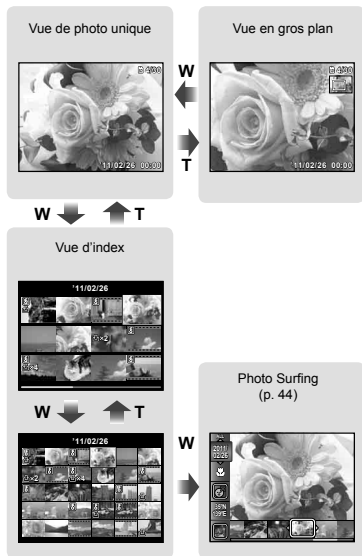 Vue de photo unique
4/30
'11/02/26 00:00
Vue en gros plan
4/30
'11/02/26 00:00
W
T
W T
Vue d'index
'11/02/26
×2
×4
W T
'11/02/26
×2 ×4
W
Photo Surfing
(p. 44)
2011
02/26
35°N
139°E